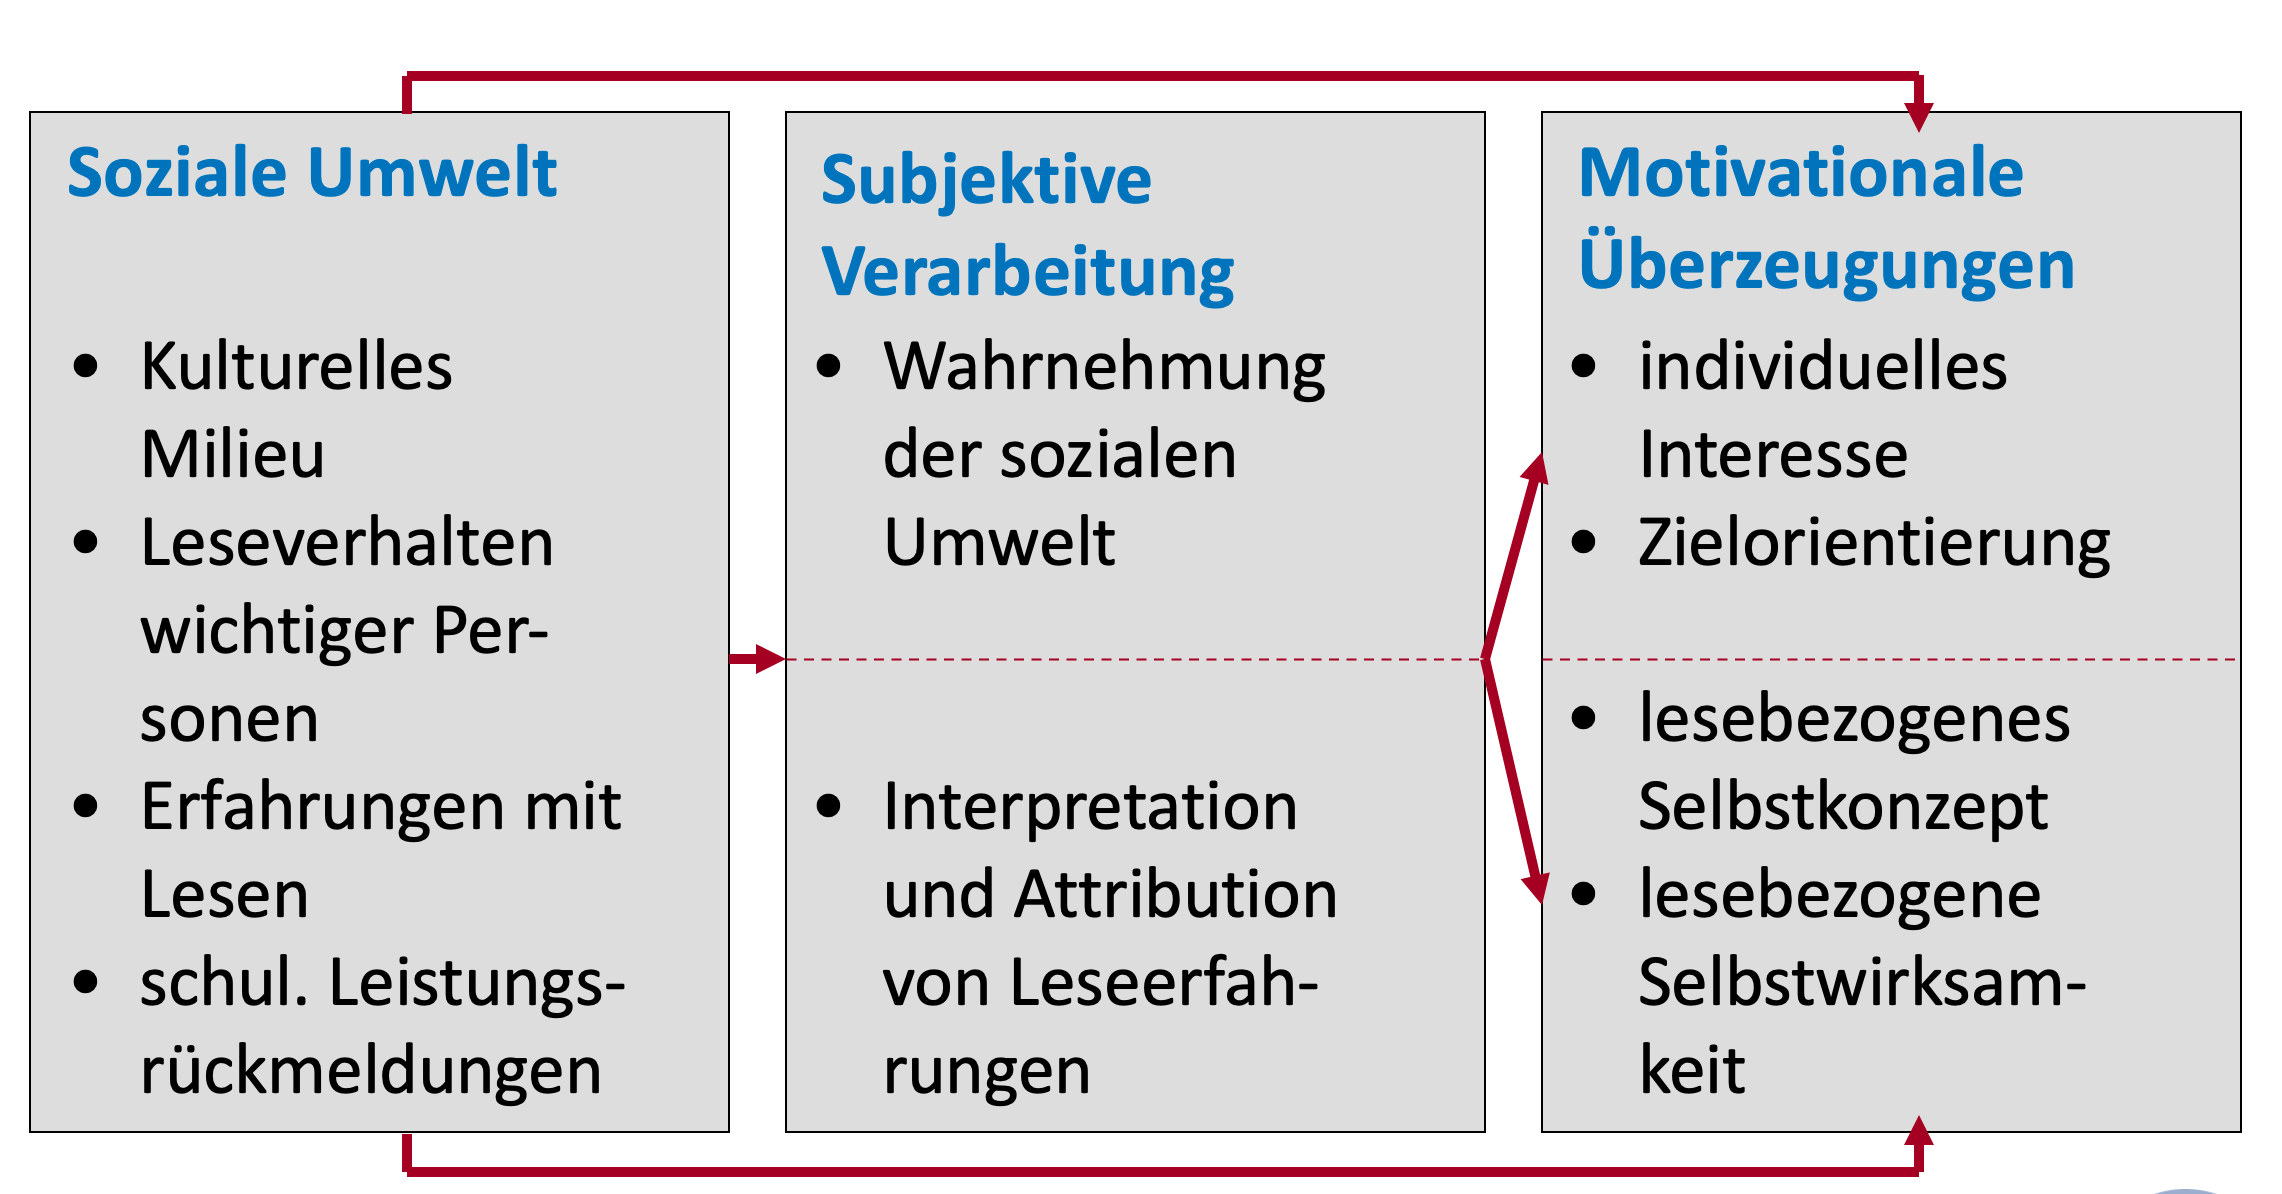 Soziale Umwelt
• Kulturelles
Milieu
• Leseverhalten
wichtiger Per-
sonen
• Erfahrungen mit
Lesen
• schul. Leistungs-
rückmeldungen
Subjektive
Verarbeitung
• Wahrnehmung
der sozialen
Umwelt
• Interpretation
und Attribution
von Leseerfah-
rungen
Motivationale
Überzeugungen
• individuelles
Interesse
• Zielorientierung
• lesebezogenes
Selbstkonzept
• lesebezogene
Selbstwirksam-
keit